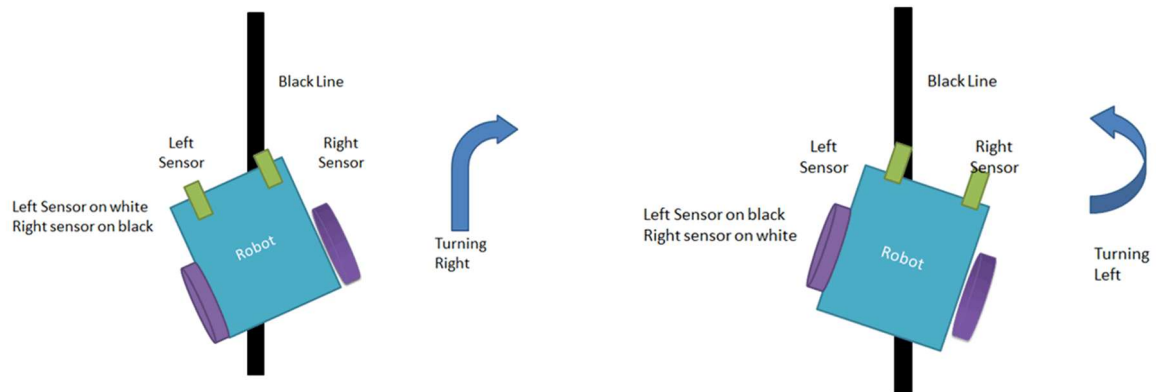 Black Line
Left
Sensor
Right
Sensor
Left Sensor on white
Right sensor on black
Robot
Turning
Right
Black Line
Left
Sensor
Right
Sensor
Left Sensor on black
Right sensor on white
Robot
Turning
Left